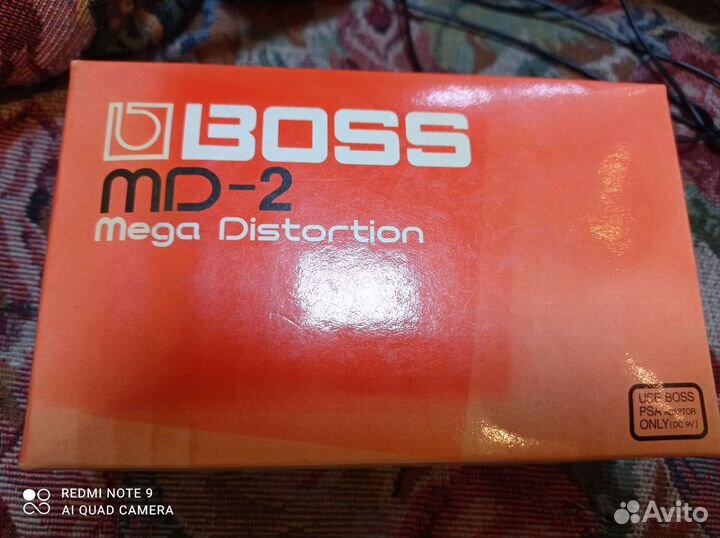 BOSS
MD-2
Mega Distortion
USE BOSS
PSA ADAPTOR
ONLY (DC 9V)
REDMI NOTE 9
AI QUAD CAMERA
Avito